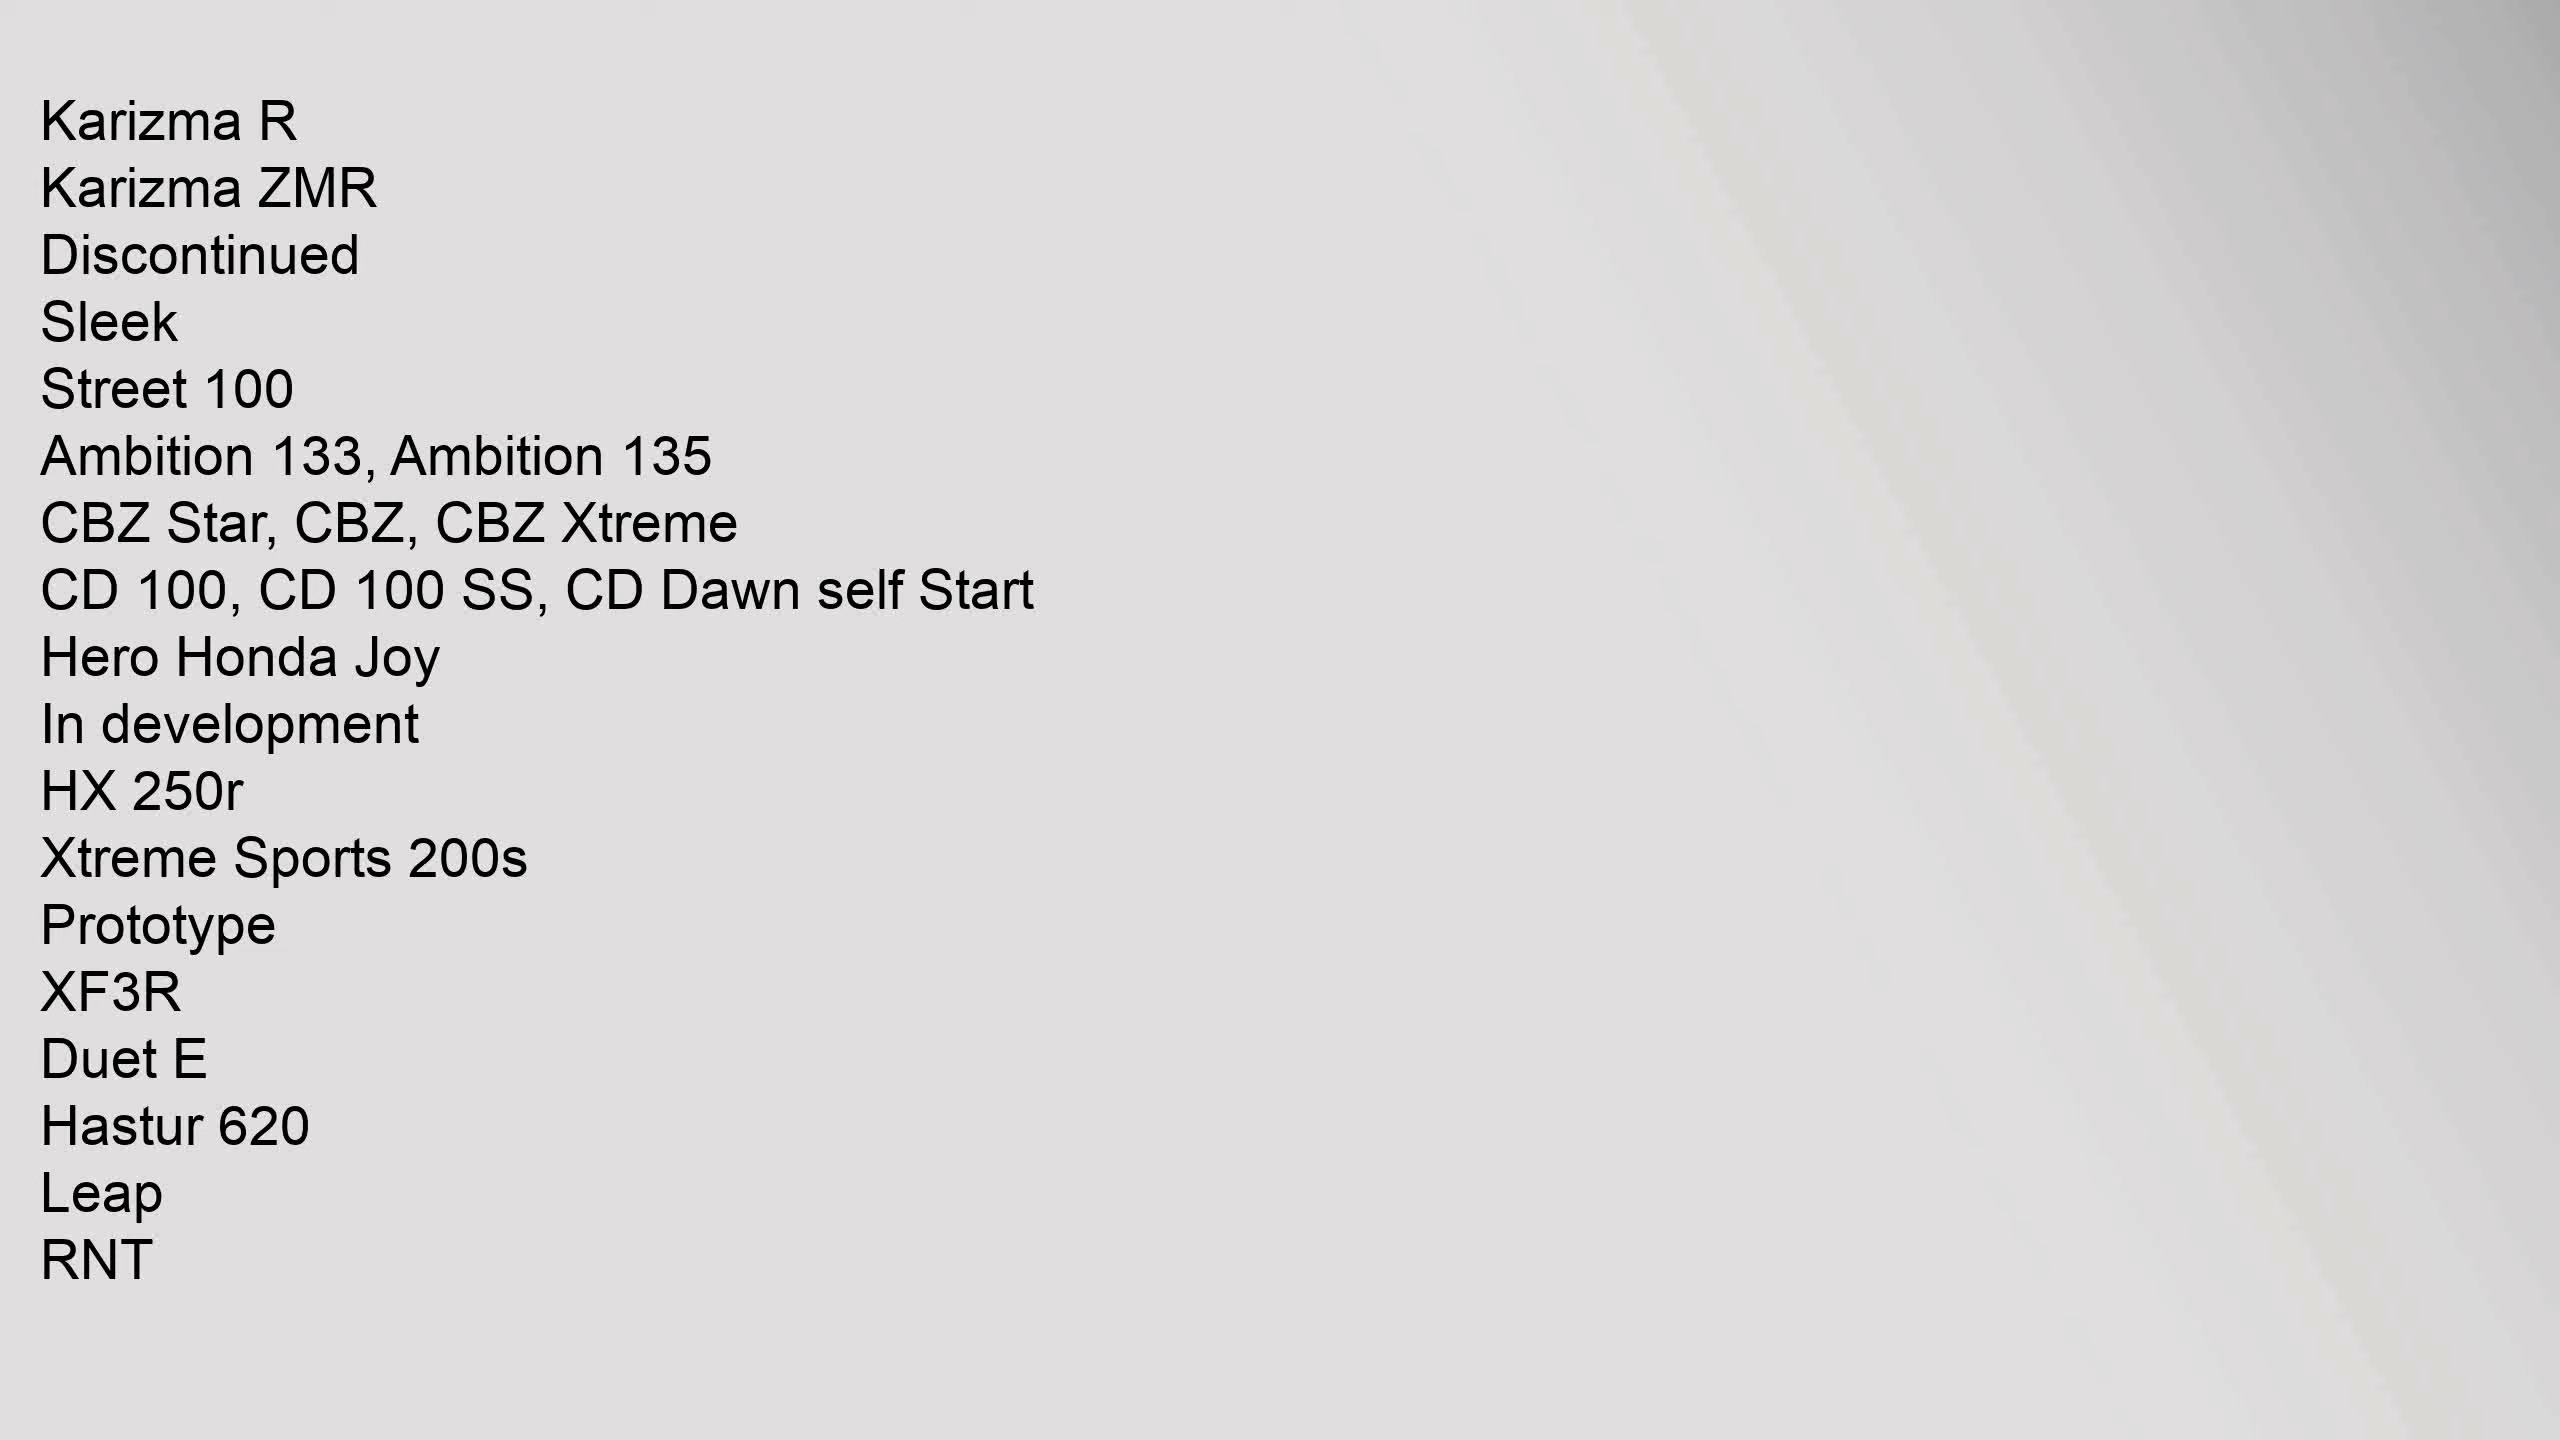 Karizma R
Karizma ZMR
Discontinued
Sleek
Street 100
Ambition 133, Ambition 135
CBZ Star, CBZ, CBZ Xtreme
CD 100, CD 100 SS, CD Dawn self Start
Hero Honda Joy
In development
HX 250r
Xtreme Sports 200s
Prototype
XF3R
Duet E
Hastur 620
Leap
RNT